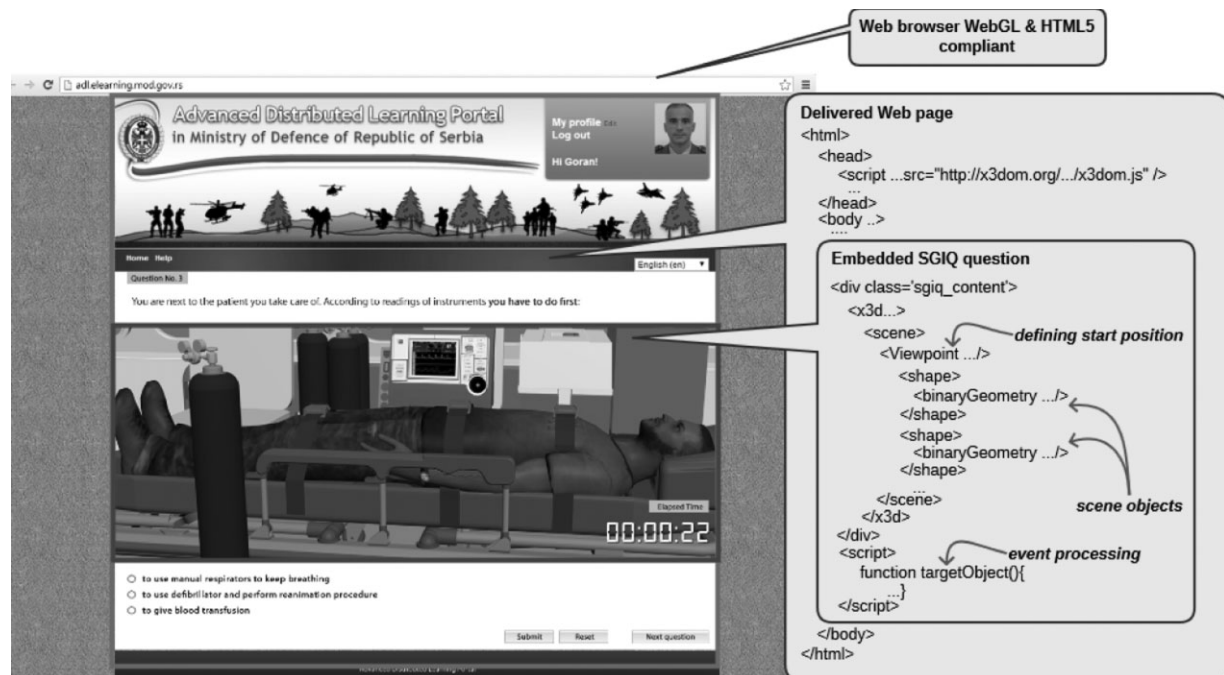 Web browser WebGL & HTML5
compliant
adl.elearning.mod.gov.rs
Advanced Distributed Learning Portal
in Ministry of Defence of Republic of Serbia
My profile Edit
Log out
Hi Goran!
Home Help
English (en)
Question No. 3
You are next to the patient you take care of. According to readings of instruments you have to do first:
Elapsed Time
00:00:22
to use manual respirators to keep breathing
to use defibrillator and perform reanimation procedure
to give blood transfusion
Submit Reset Next question
Advanced Distributed Learning Portal
Delivered Web page
<html>
<head>
<script ...src="http://x3dom.org/.../x3dom.js" />
...
</head>
<body ..>
....
Embedded SGIQ question
<div class='sgiq_content'>
<x3d...>
<scene>
defining start position
<Viewpoint .../>
<shape>
<binaryGeometry .../>
</shape>
<shape>
<binaryGeometry .../>
</shape>
...
</scene>
scene objects
</x3d>
</div>
<script>
event processing
function targetObject(){
...}
</script>
</body>
</html>